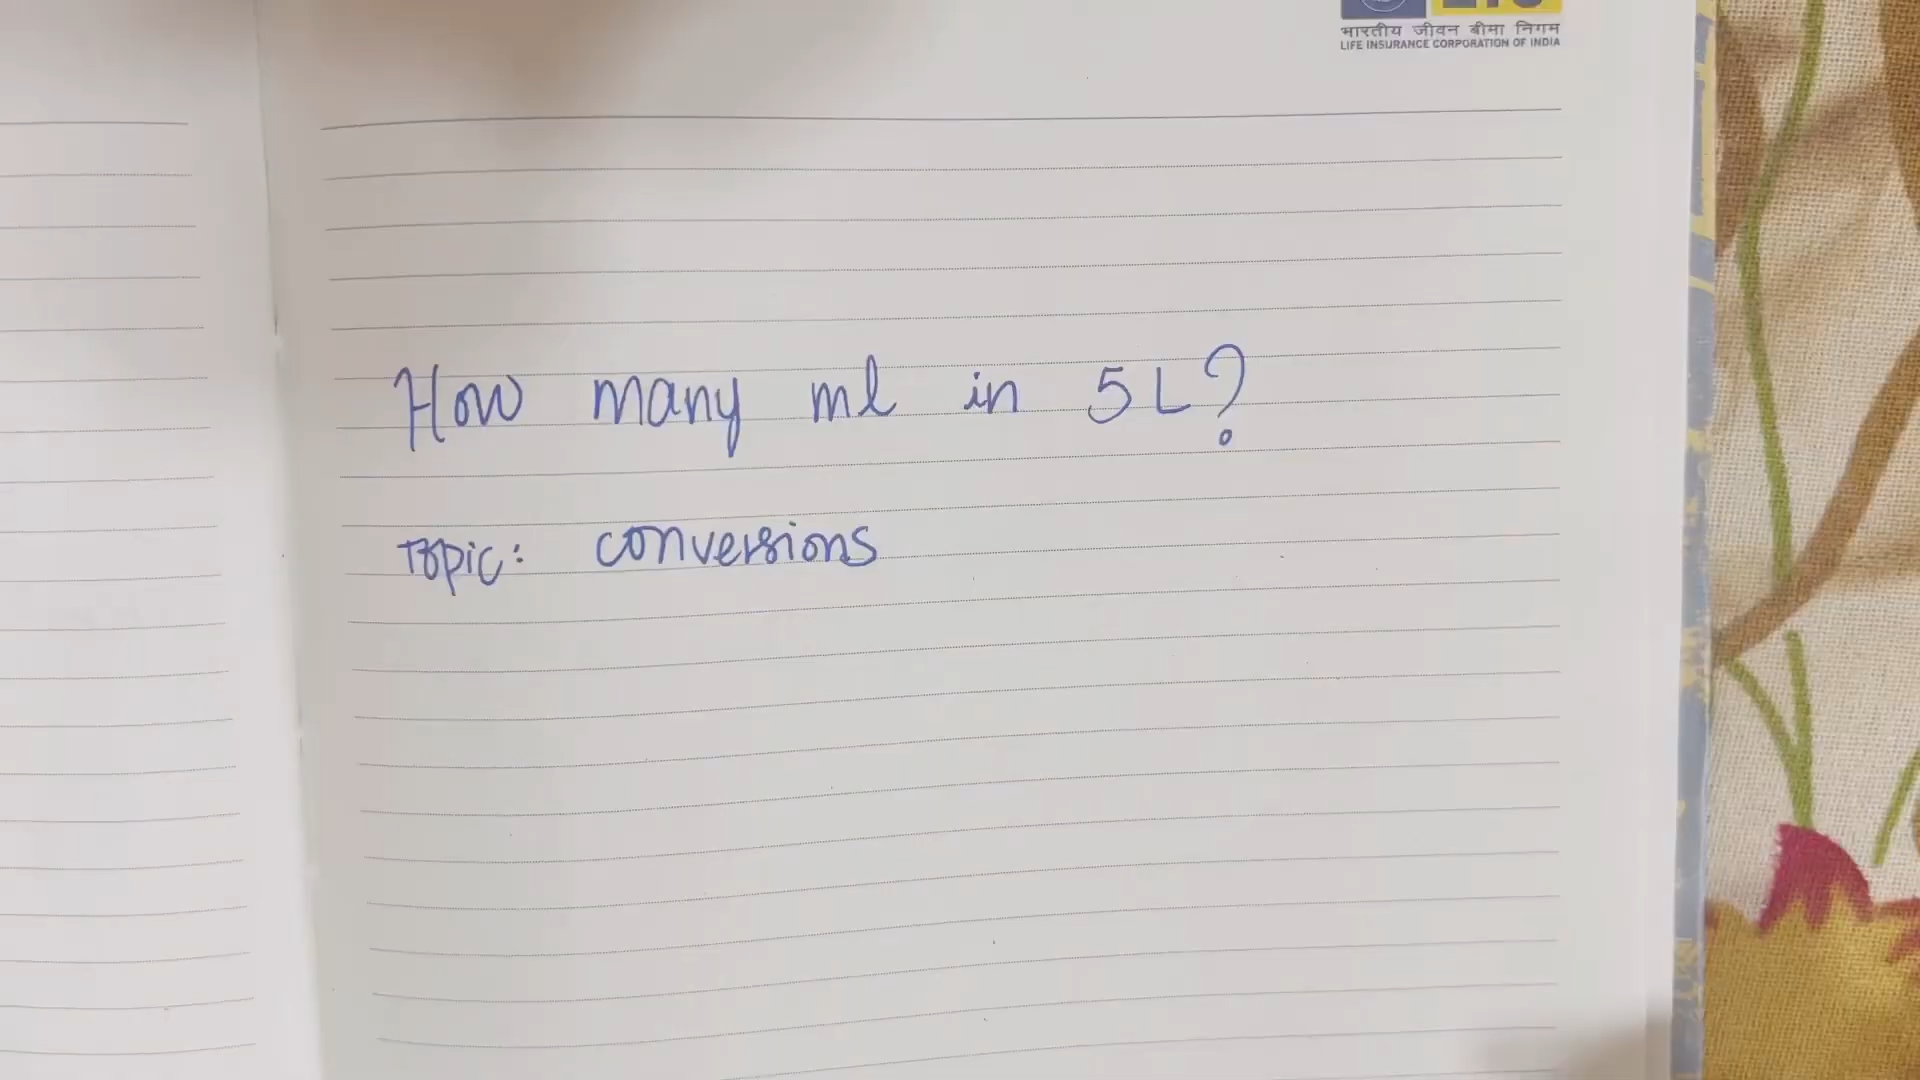 भारतीय जीवन बीमा निगम
LIFE INSURANCE CORPORATION OF INDIA
How many ml in 5L?
Topic: conversions